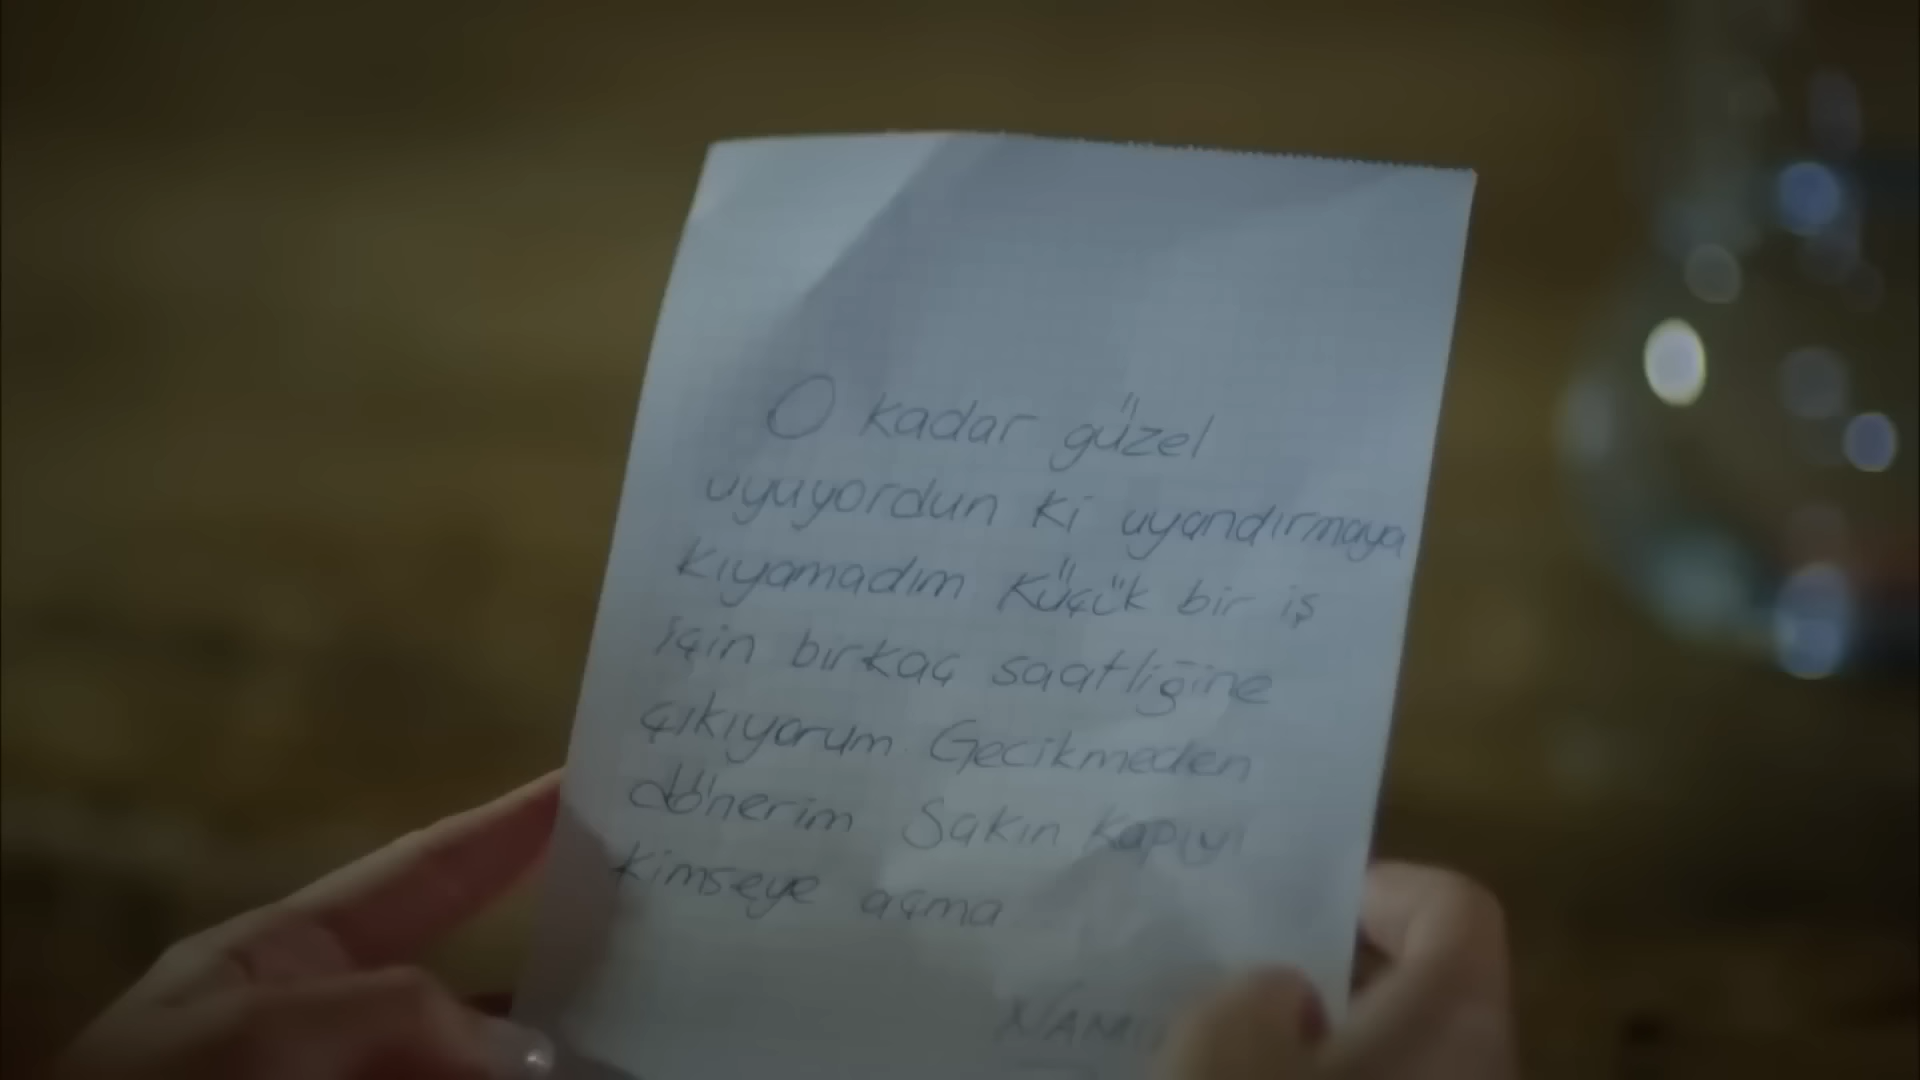 O kadar güzel
uyuyordun ki uyandırmaya
kıyamadım Küçük bir iş
için birkaç saatliğine
çıkıyorum. Gecikmeden
dönerim Sakın Kapıyı
kimseye açma